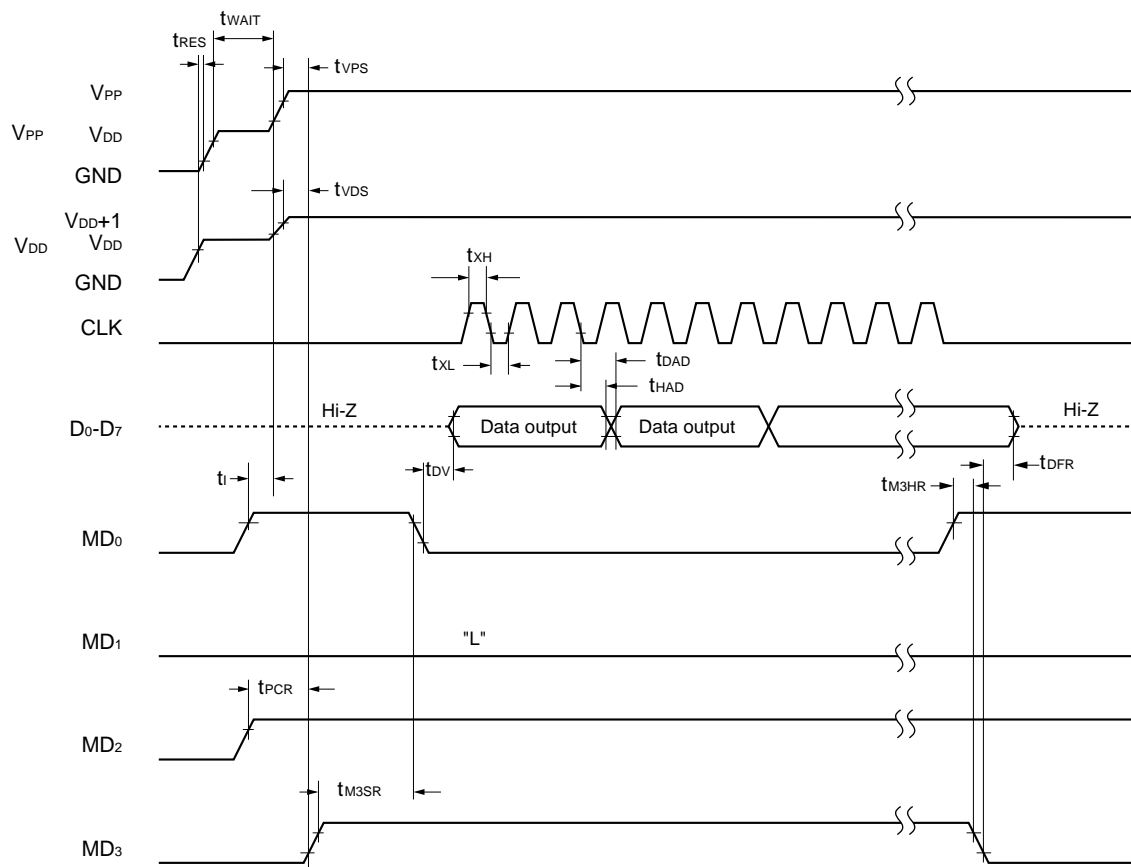 tWAIT
tRES
tVPS
VPP
VPP VDD
GND
tVDS
VDD+1
VDD VDD
GND
tXH
CLK
tXL
tDAD
tHAD
Hi-Z
Hi-Z
D0-D7
Data output
Data output
tI
tDV
tDFR
tM3HR
MD0
"L"
MD1
tPCR
MD2
tM3SR
MD3